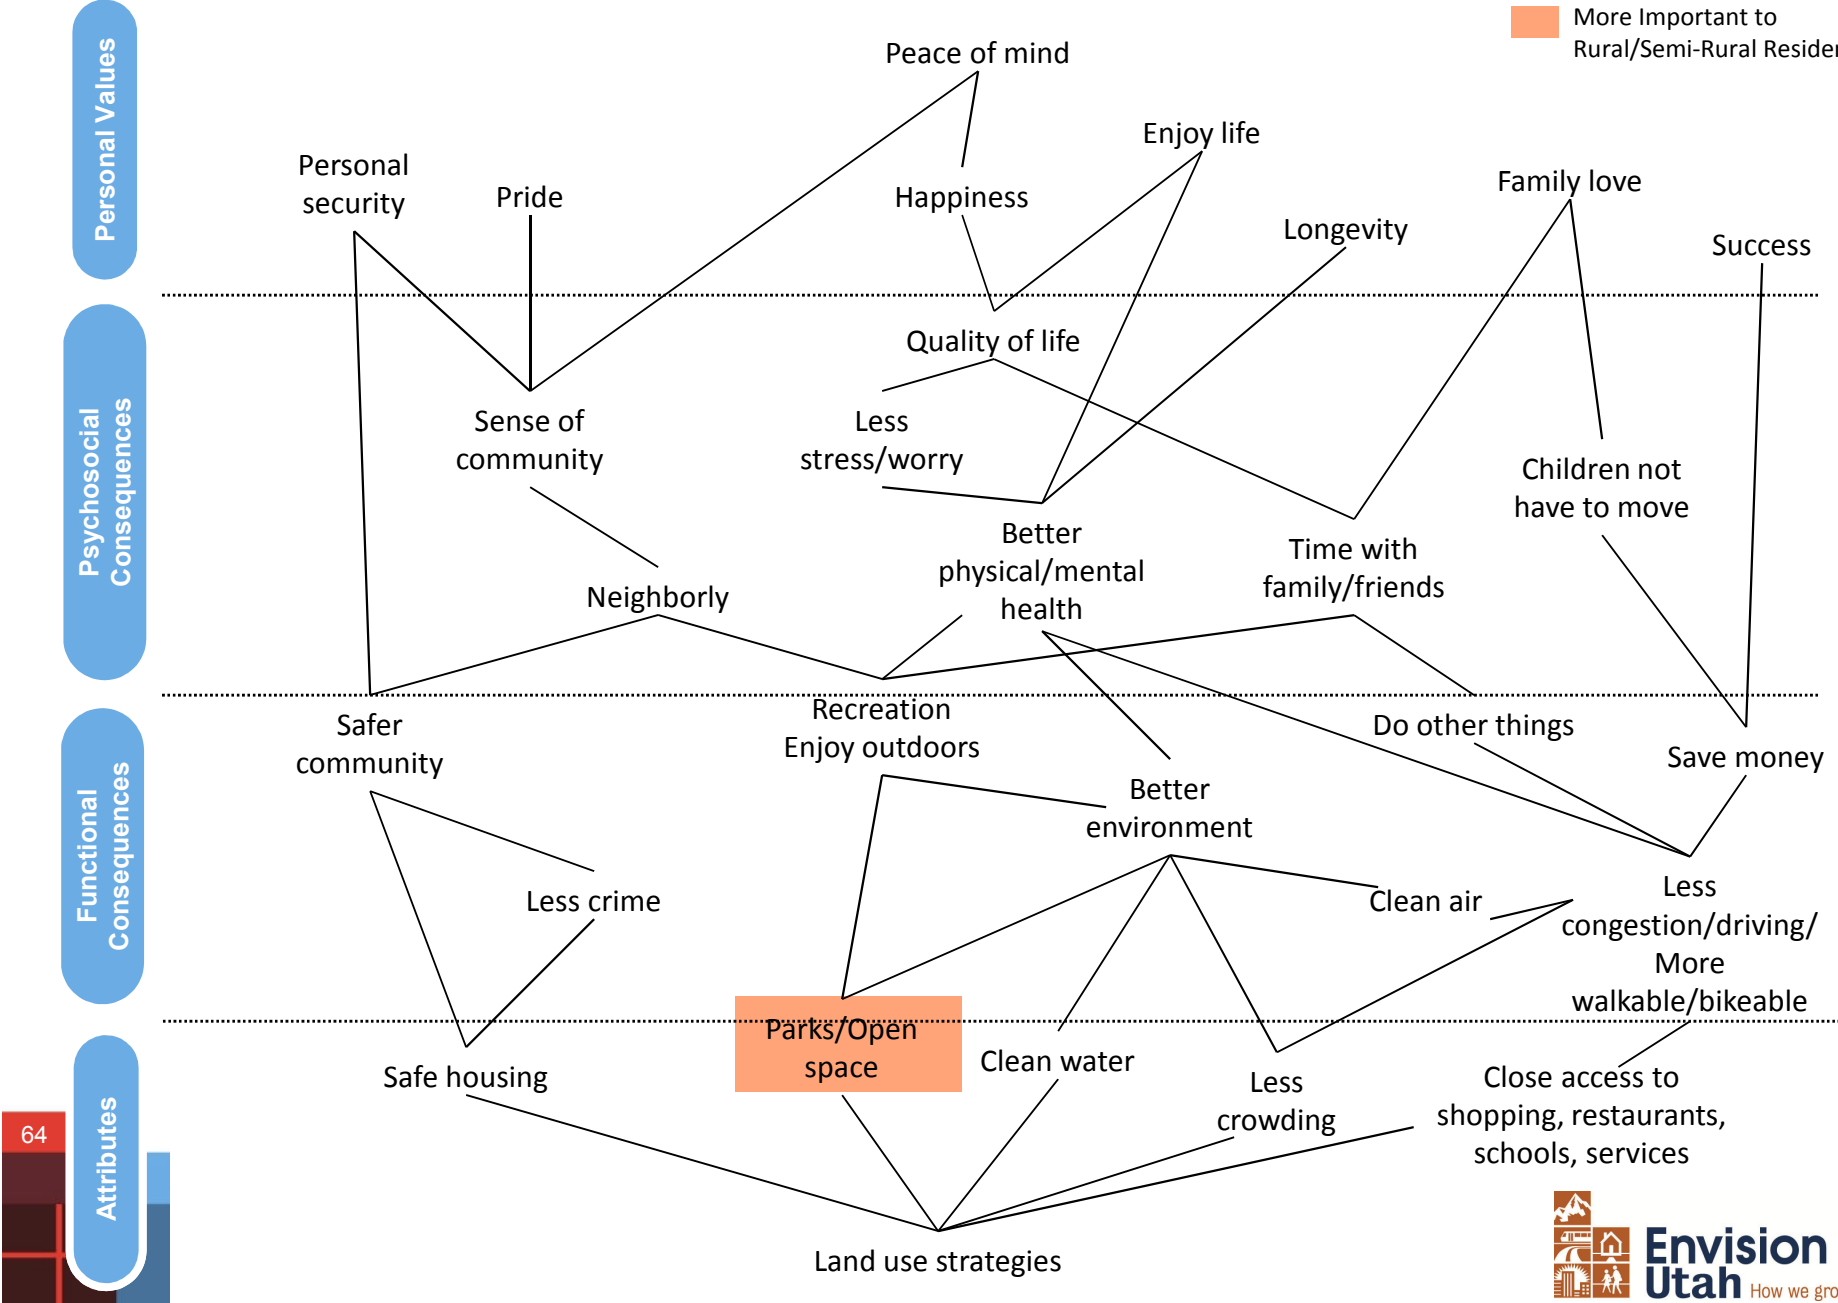 More Important to
Rural/Semi-Rural
Peace of mind
Enjoy life
Personal
security
Pride
Happiness
Family love
Longevity
Success
Personal Values
Quality of life
Sense of
community
Less
stress/worry
Children not
have to move
Better
physical/mental
health
Time with
family/friends
Neighborly
Psychosocial
Consequences
Safer
community
Recreation
Enjoy outdoors
Do other things
Save money
Better
environment
Less crime
Clean air
Less
congestion/driving/
More
walkable/bikeable
Functional
Consequences
Parks/Open
space
Safe housing
Clean water
Less
crowding
Close access to
shopping, restaurants,
schools, services
Attributes
64
Land use strategies
Envision
Utah How we